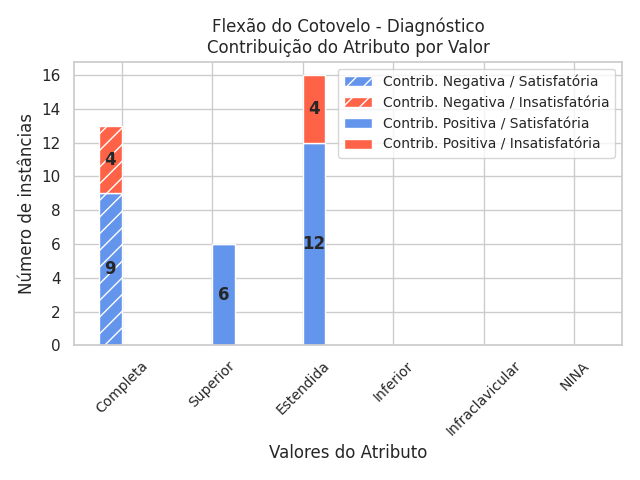 Flexão do Cotovelo - Diagnóstico
Contribuição do Atributo por Valor
Contrib. Negativa / Satisfatória
Contrib. Negativa / Insatisfatória
Contrib. Positiva / Satisfatória
Contrib. Positiva / Insatisfatória
Número de instâncias
16
14
12
10
8
6
4
2
0
4
9
6
4
12
Completa
Superior
Estendida
Inferior
Infraclavicular
NINA
Valores do Atributo